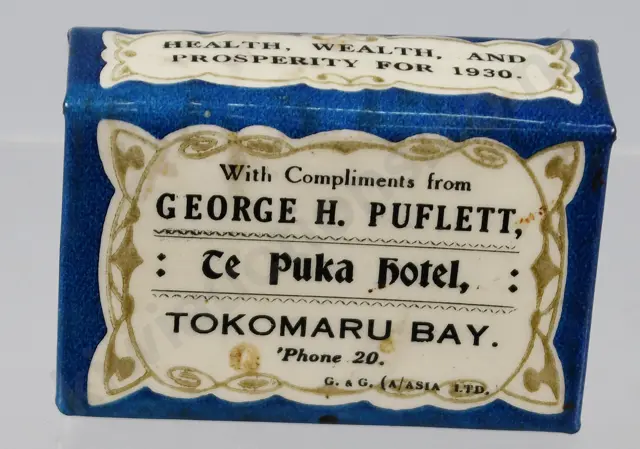 HEALTH, WEALTH, AND
PROSPERITY FOR 1930.
With Compliments from
GEORGE H. PUFLETT,
: Te Puka Hotel, :
TOKOMARU BAY.
'Phone 20.
G. & G. (A/ASIA LTD.